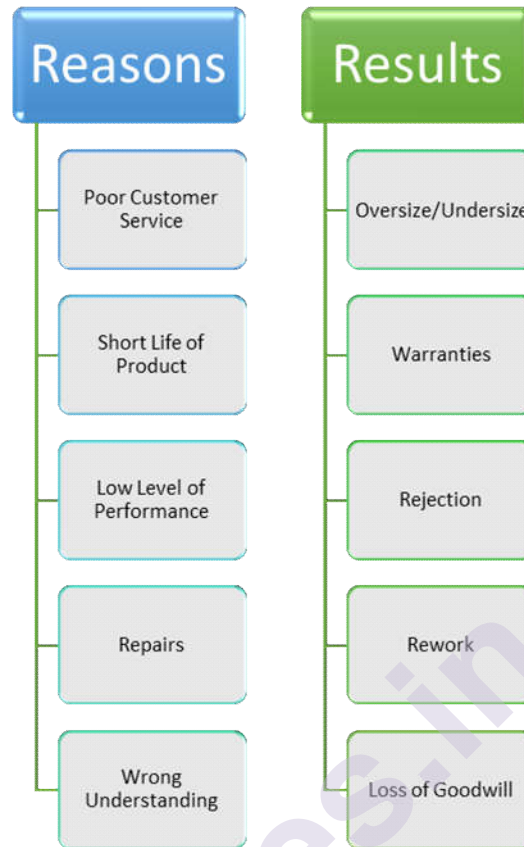 Reasons
Poor Customer
Service
Short Life of
Product
Low Level of
Performance
Repairs
Wrong
Understanding
Results
Oversize/Undersize
Warranties
Rejection
Rework
Loss of Goodwill
s.in